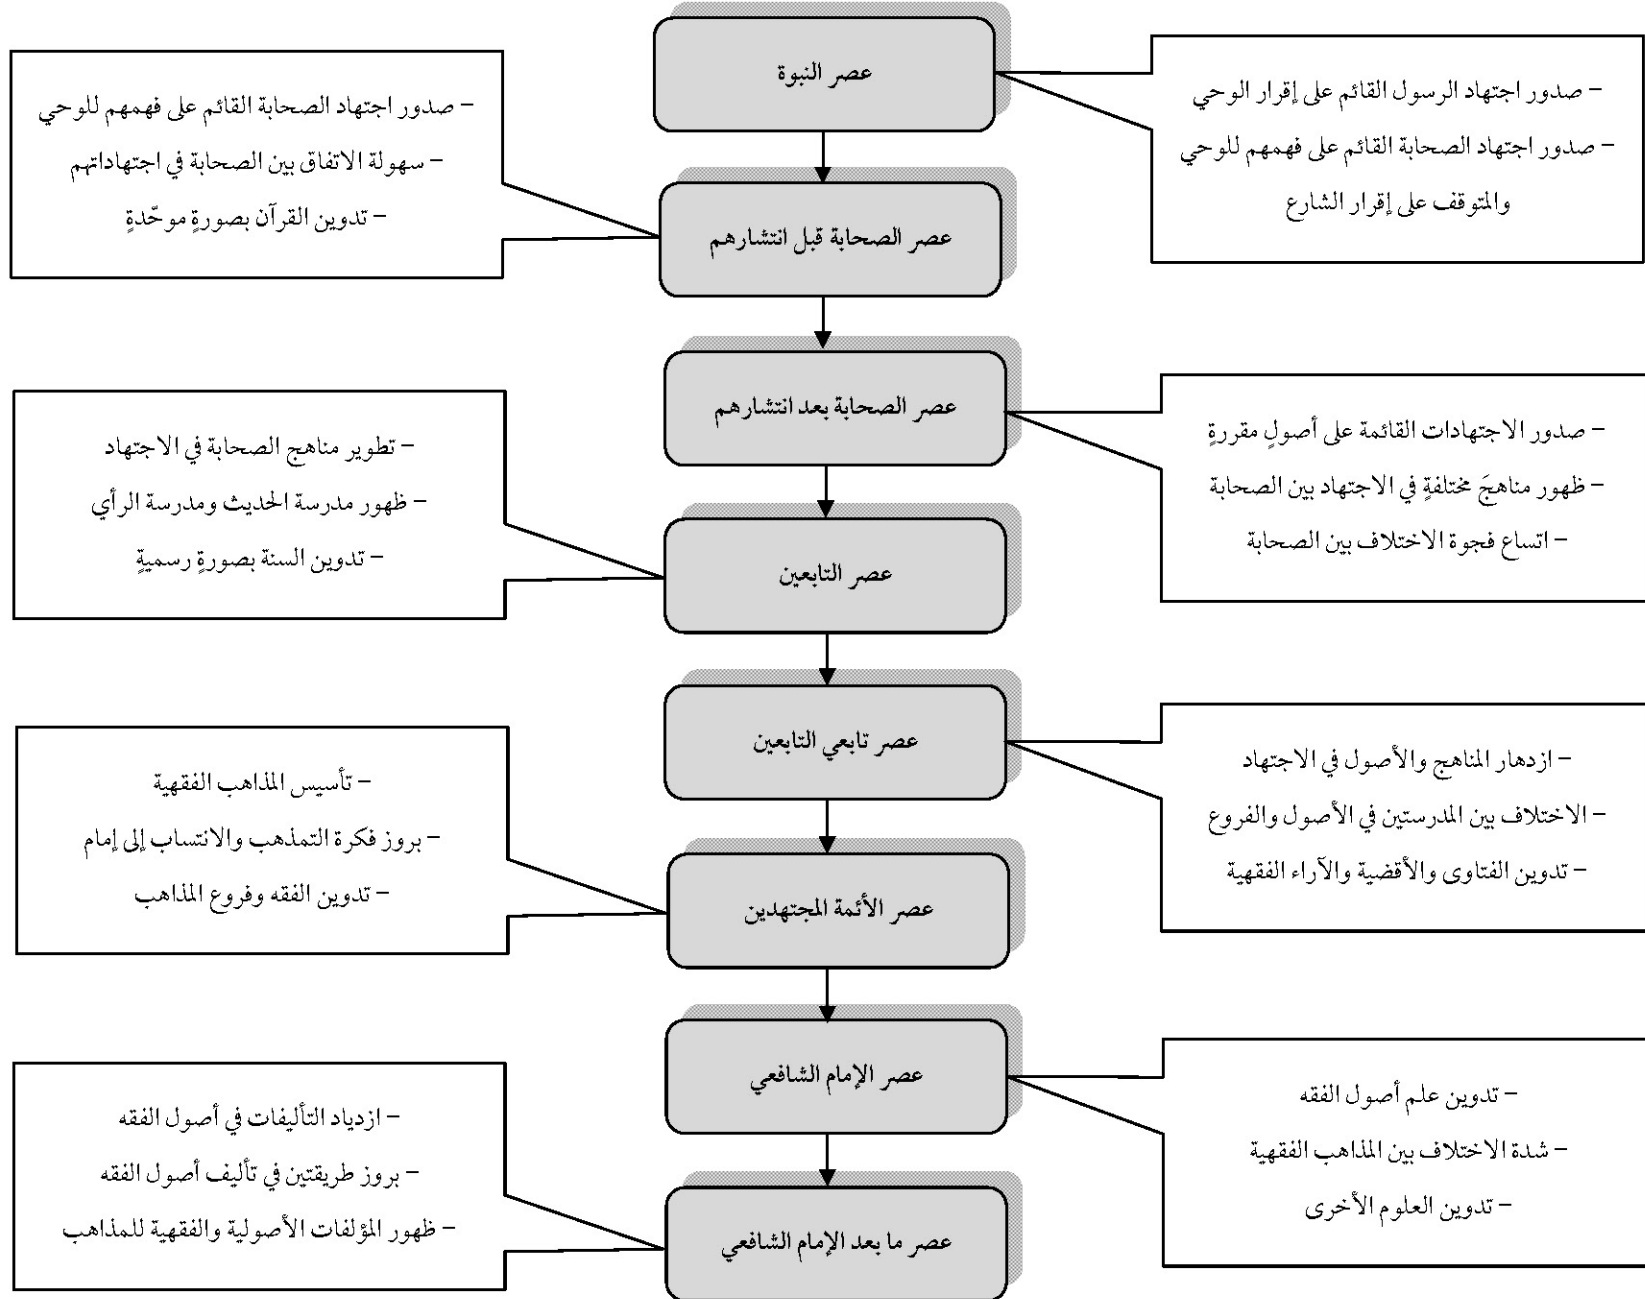 عصر النبوة
– صدور اجتهاد الرسول القائم على إقرار الوحي
– صدور اجتهاد الصحابة القائم على فهمهم للوحي
والمتوقف على إقرار الشارع
عصر الصحابة قبل انتشارهم
– صدور اجتهاد الصحابة القائم على فهمهم للوحي
– سهولة الاتفاق بين الصحابة في اجتهاداتهم
– تدوين القرآن بصورةٍ موحّدةٍ
عصر الصحابة بعد انتشارهم
– صدور الاجتهادات القائمة على أصولٍ مقررةٍ
– ظهور مناهجَ مختلفةٍ في الاجتهاد بين الصحابة
– اتساع فجوة الاختلاف بين الصحابة
عصر التابعين
– تطوير مناهج الصحابة في الاجتهاد
– ظهور مدرسة الحديث ومدرسة الرأي
– تدوين السنة بصورةٍ رسميةٍ
عصر تابعي التابعين
– ازدهار المناهج والأصول في الاجتهاد
– الاختلاف بين المدرستين في الأصول والفروع
– تدوين الفتاوى والأقضية والآراء الفقهية
عصر الأئمة المجتهدين
– تأسيس المذاهب الفقهية
– بروز فكرة التمذهب والانتساب إلى إمام
– تدوين الفقه وفروع المذاهب
عصر الإمام الشافعي
– تدوين علم أصول الفقه
– شدة الاختلاف بين المذاهب الفقهية
– تدوين العلوم الأخرى
عصر ما بعد الإمام الشافعي
– ازدياد التأليفات في أصول الفقه
– بروز طريقتين في تأليف أصول الفقه
– ظهور المؤلفات الأصولية والفقهية للمذاهب